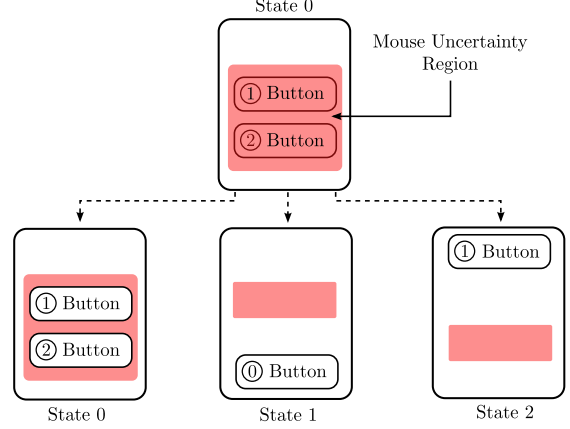 State 0
Mouse Uncertainty
Region
1 Button
2 Button
1 Button
2 Button
State 0
0 Button
State 1
1 Button
State 2